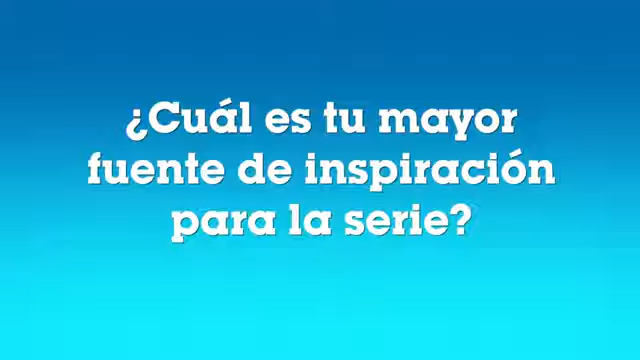 ¿Cuál es tu mayor
fuente de inspiración
para la serie?